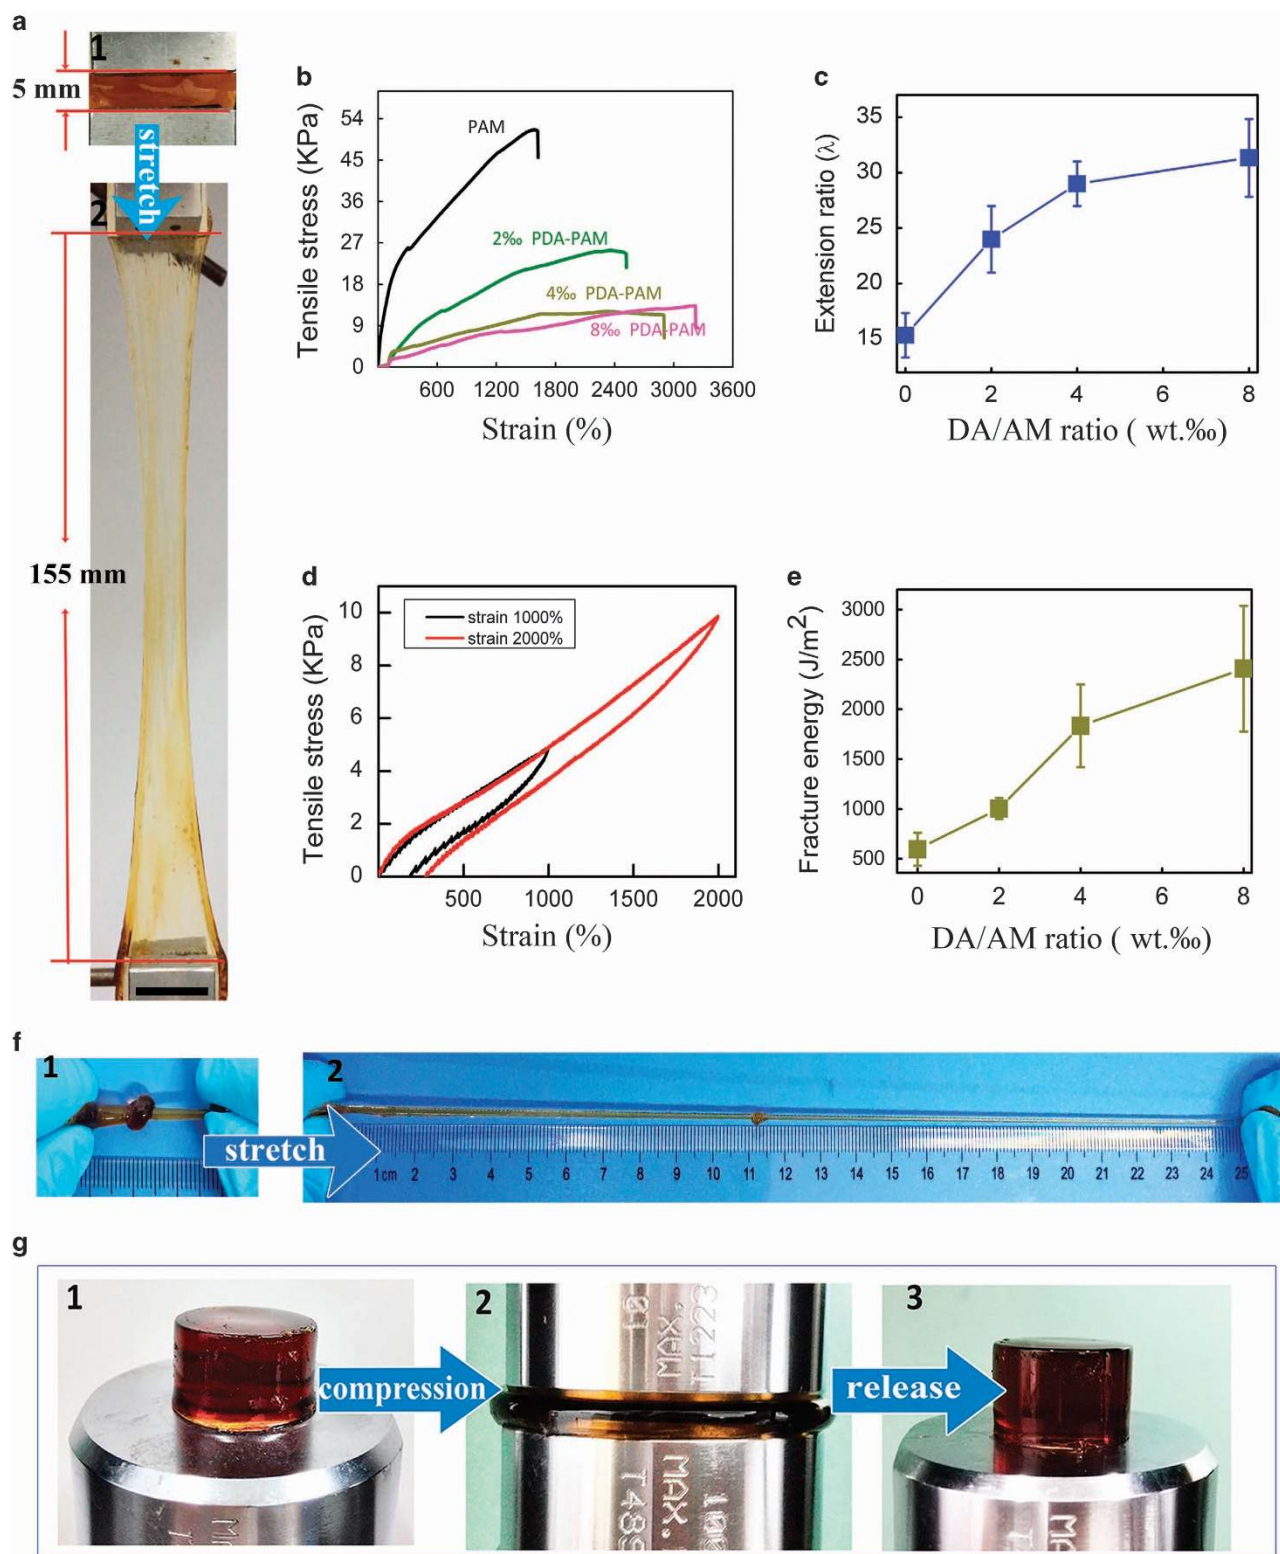 a
1
5 mm
stretch
2
155 mm
b
Tensile stress (KPa)
54
45
36
27
18
9
0
PAM
2‰ PDA-PAM
4‰ PDA-PAM
8‰ PDA-PAM
600 1200 1800 2400 3000 3600
Strain (%)
c
Extension ratio (λ)
35
30
25
20
15
0 2 4 6 8
DA/AM ratio ( wt.‰)
d
Tensile stress (KPa)
10
8
6
4
2
0
strain 1000%
strain 2000%
500 1000 1500 2000
Strain (%)
e
Fracture energy (J/m²)
3000
2500
2000
1500
1000
500
0 2 4 6 8
DA/AM ratio ( wt.‰)
f
1
stretch
2
1 cm 2 3 4 5 6 7 8 9 10 11 12 13 14 15 16 17 18 19 20 21 22 23 24 25
g
1
compression
2
MAX.
release
3